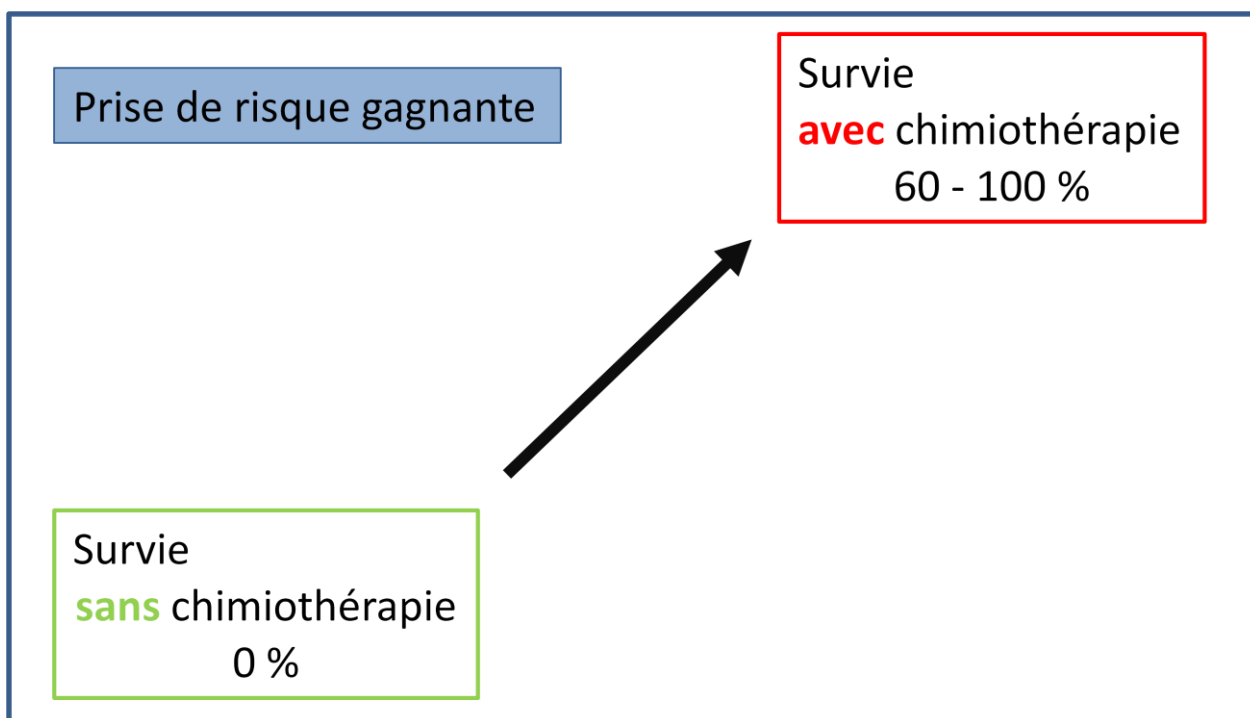 Prise de risque gagnante
Survie
avec chimiothérapie
60 - 100 %
Survie
sans chimiothérapie
0 %